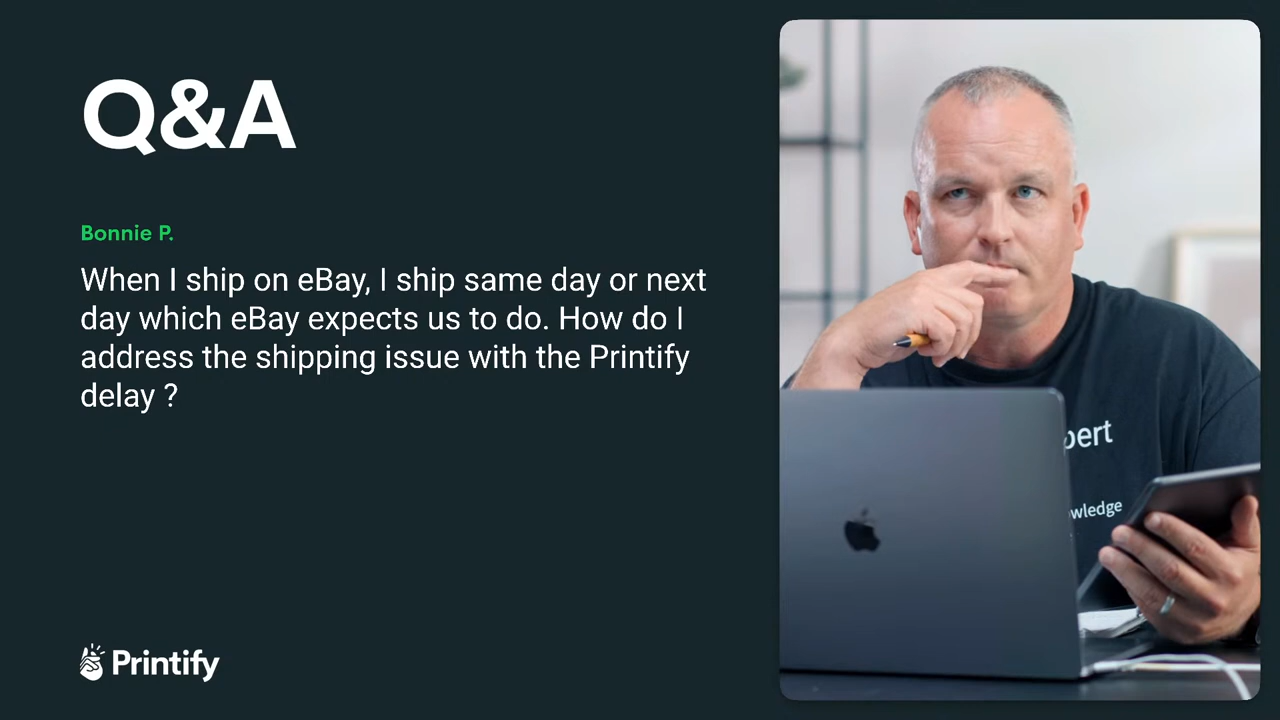 Q&A
Bonnie P.
When I ship on eBay, I ship same day or next
day which eBay expects us to do. How do I
address the shipping issue with the Printify
delay ?
Printify
pert
wledge